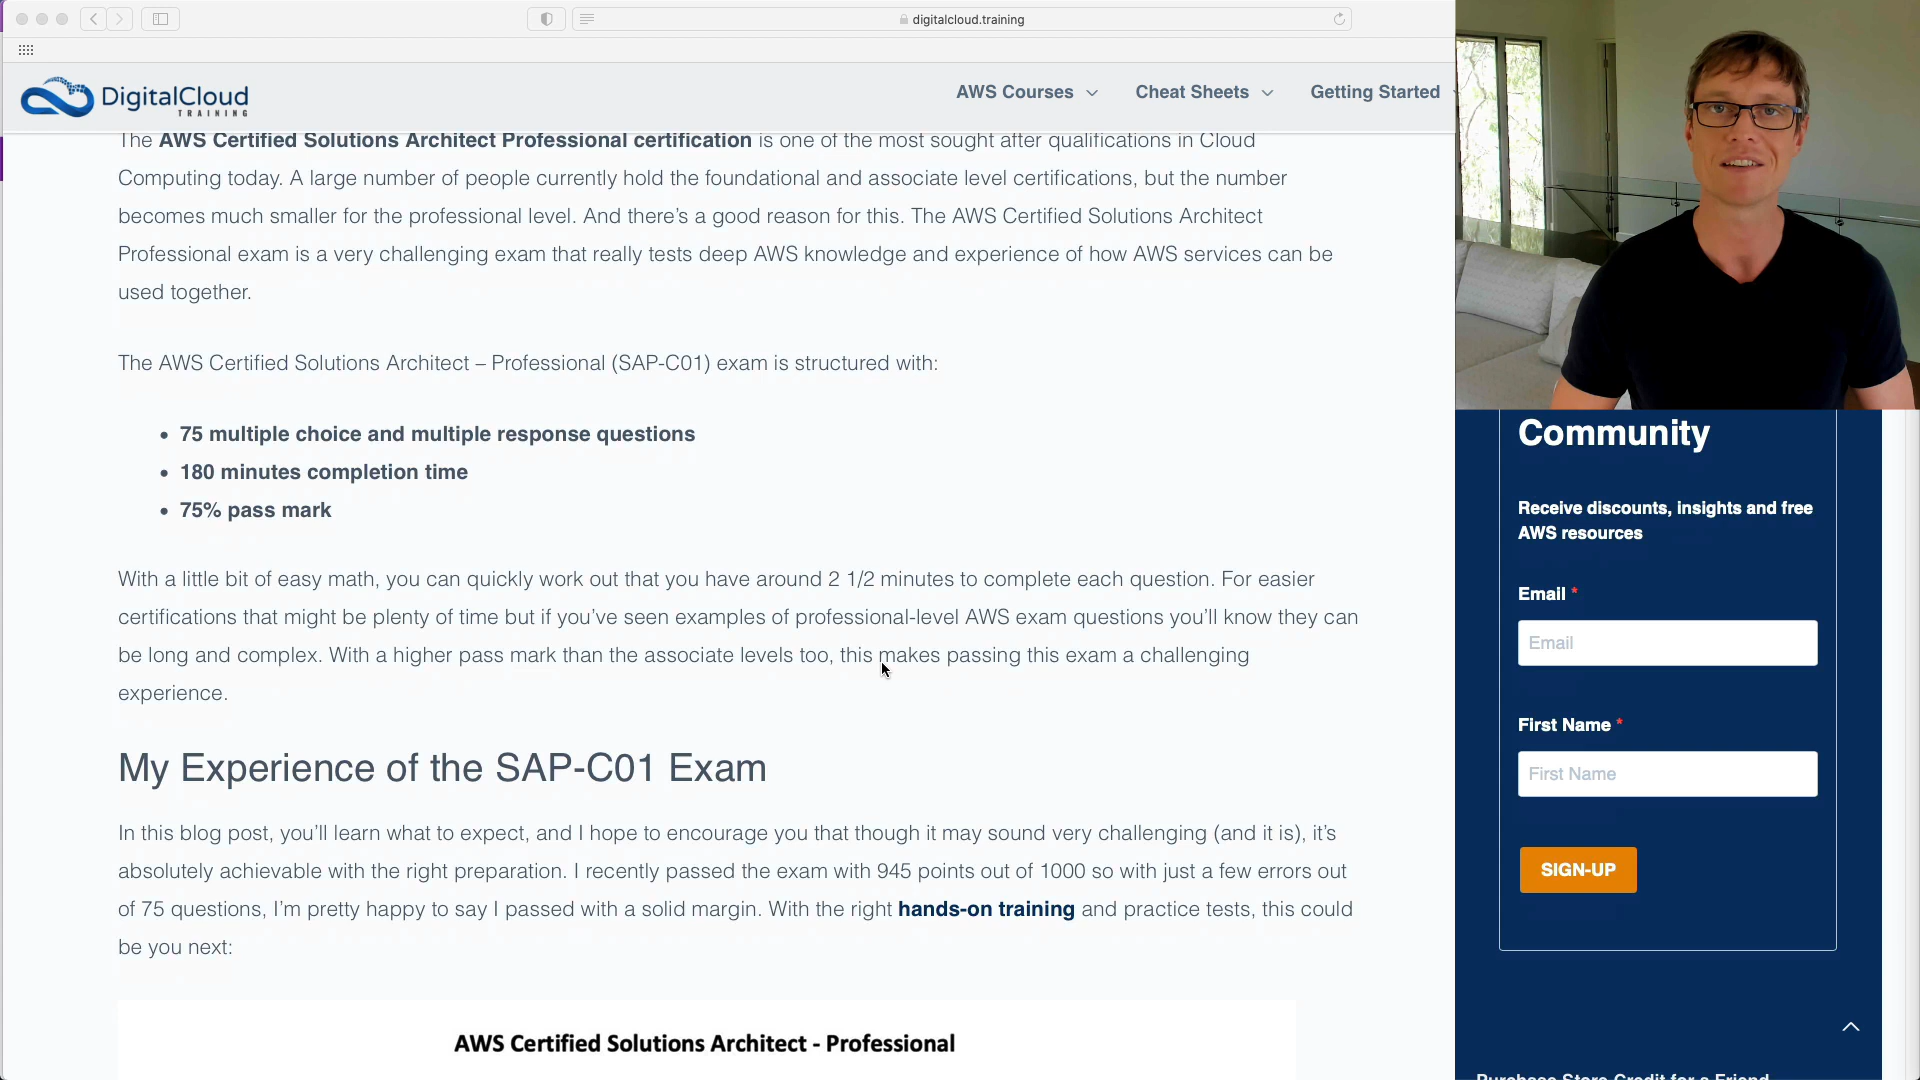 digitalcloud.training
DigitalCloud
TRAINING
AWS Courses
Cheat Sheets
Getting Started
The AWS Certified Solutions Architect Professional certification is one of the most sought after qualifications in Cloud
Computing today. A large number of people currently hold the foundational and associate level certifications, but the number
becomes much smaller for the professional level. And there’s a good reason for this. The AWS Certified Solutions Architect
Professional exam is a very challenging exam that really tests deep AWS knowledge and experience of how AWS services can be
used together.
The AWS Certified Solutions Architect – Professional (SAP-C01) exam is structured with:
• 75 multiple choice and multiple response questions
• 180 minutes completion time
• 75% pass mark
With a little bit of easy math, you can quickly work out that you have around 2 1/2 minutes to complete each question. For easier
certifications that might be plenty of time but if you’ve seen examples of professional-level AWS exam questions you’ll know they can
be long and complex. With a higher pass mark than the associate levels too, this makes passing this exam a challenging
experience.
My Experience of the SAP-C01 Exam
In this blog post, you’ll learn what to expect, and I hope to encourage you that though it may sound very challenging (and it is), it’s
absolutely achievable with the right preparation. I recently passed the exam with 945 points out of 1000 so with just a few errors out
of 75 questions, I’m pretty happy to say I passed with a solid margin. With the right hands-on training and practice tests, this could
be you next:
AWS Certified Solutions Architect - Professional
Community
Receive discounts, insights and free
AWS resources
Email *
Email
First Name *
First Name
SIGN-UP
Purchase Store Credit for a Friend